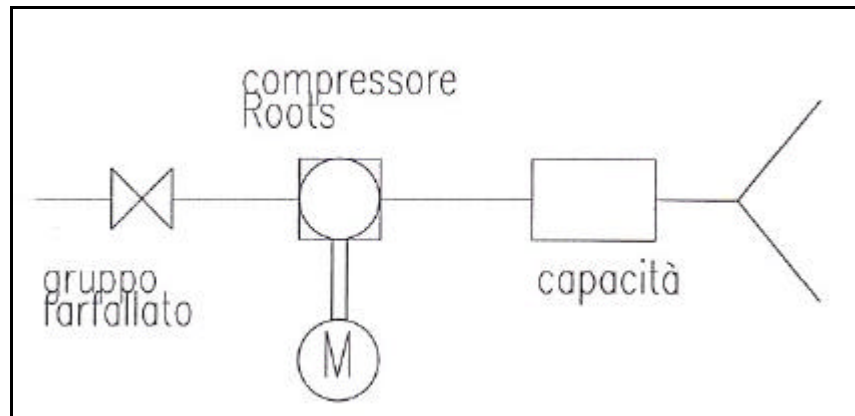 compressore
Roots
gruppo
farfallato
capacità
M